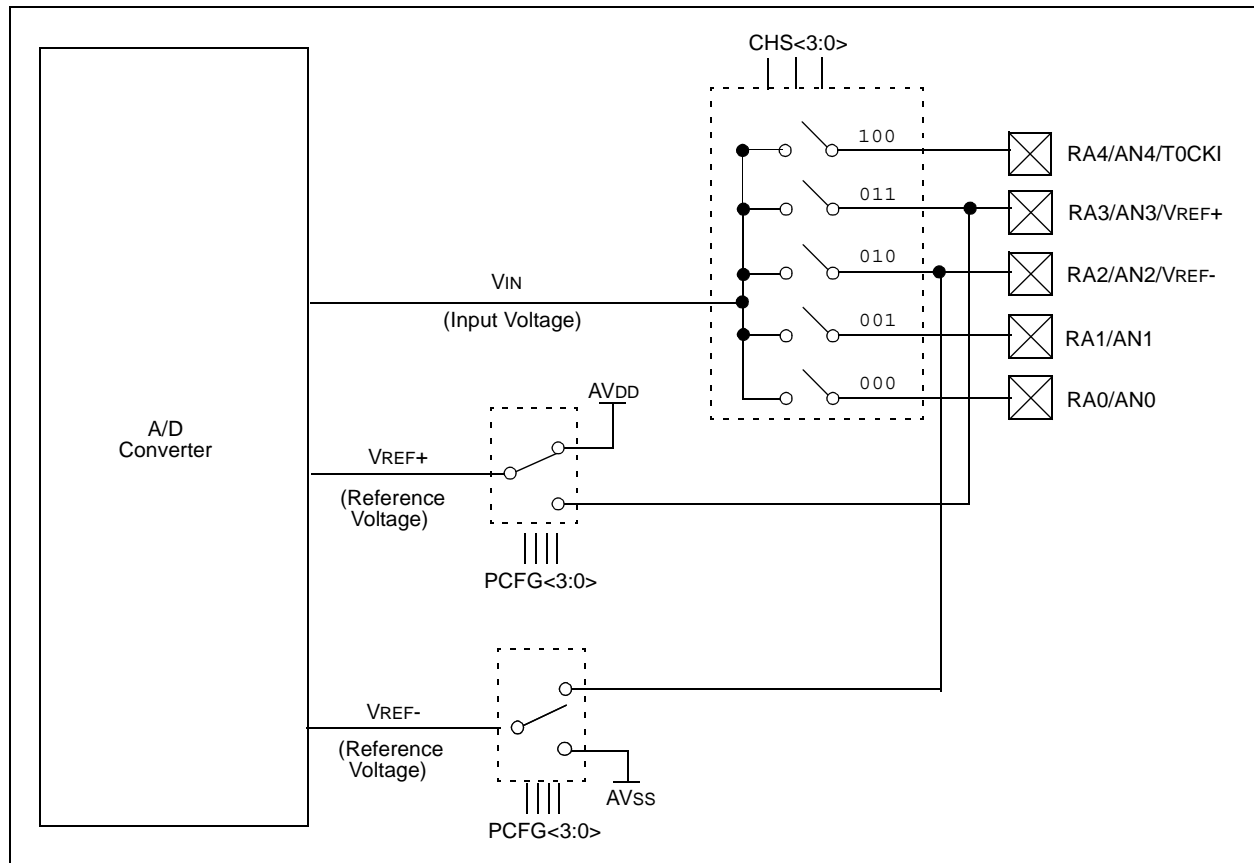 CHS<3:0>
100
RA4/AN4/T0CKI
011
RA3/AN3/VREF+
010
RA2/AN2/VREF-
VIN
(Input Voltage)
001
RA1/AN1
000
RA0/AN0
AVDD
A/D
Converter
VREF+
(Reference
Voltage)
PCFG<3:0>
VREF-
(Reference
Voltage)
AVSS
PCFG<3:0>